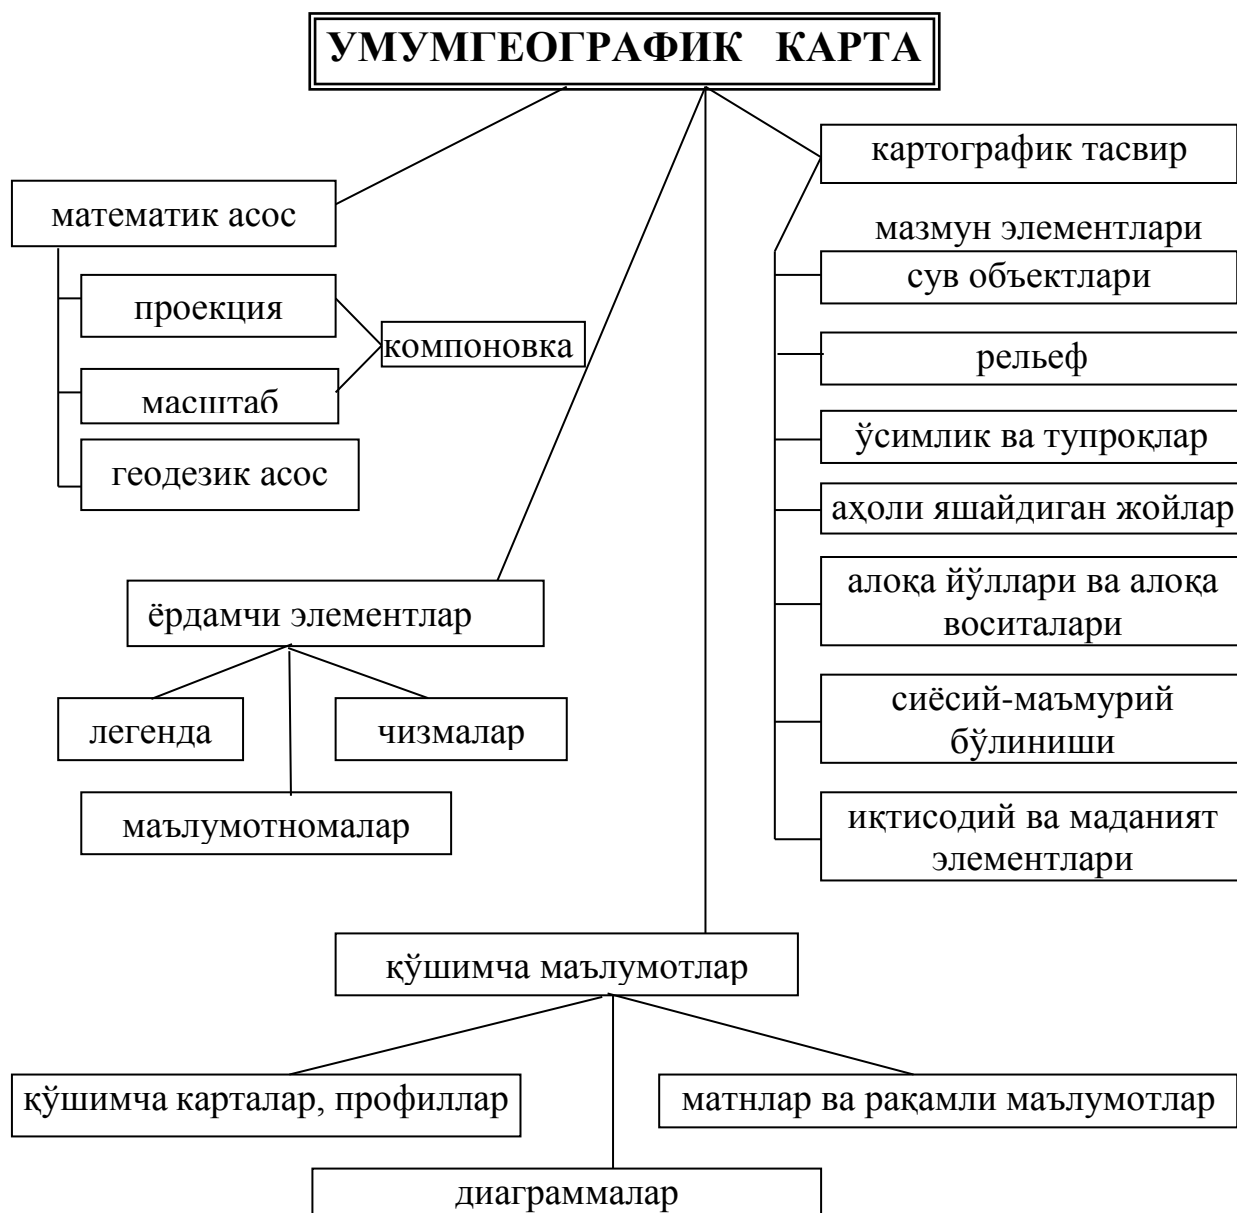 УМУМГЕОГРАФИК КАРТА
картографик тасвир
математик асос
мазмун элементлари
сув объектлари
проекция
компоновка
рельеф
масштаб
ўсимлик ва тупроқлар
геодезик асос
аҳоли яшайдиган жойлар
алоқа йўллари ва алоқа
воситалари
ёрдамчи элементлар
сиёсий-маъмурий
бўлиниши
легенда
чизмалар
маълумотномалар
иқтисодий ва маданият
элементлари
қўшимча маълумотлар
қўшимча карталар, профиллар
матнлар ва рақамли маълумотлар
диаграммалар